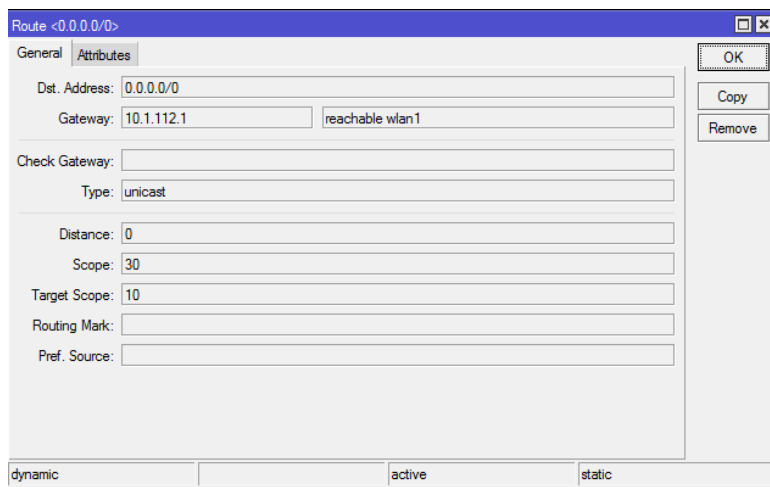 Route <0.0.0.0/0>
General Attributes
OK
Dst. Address: 0.0.0.0/0
Copy
Gateway: 10.1.112.1 reachable wlan1
Remove
Check Gateway:
Type: unicast
Distance: 0
Scope: 30
Target Scope: 10
Routing Mark:
Pref. Source:
dynamic active static